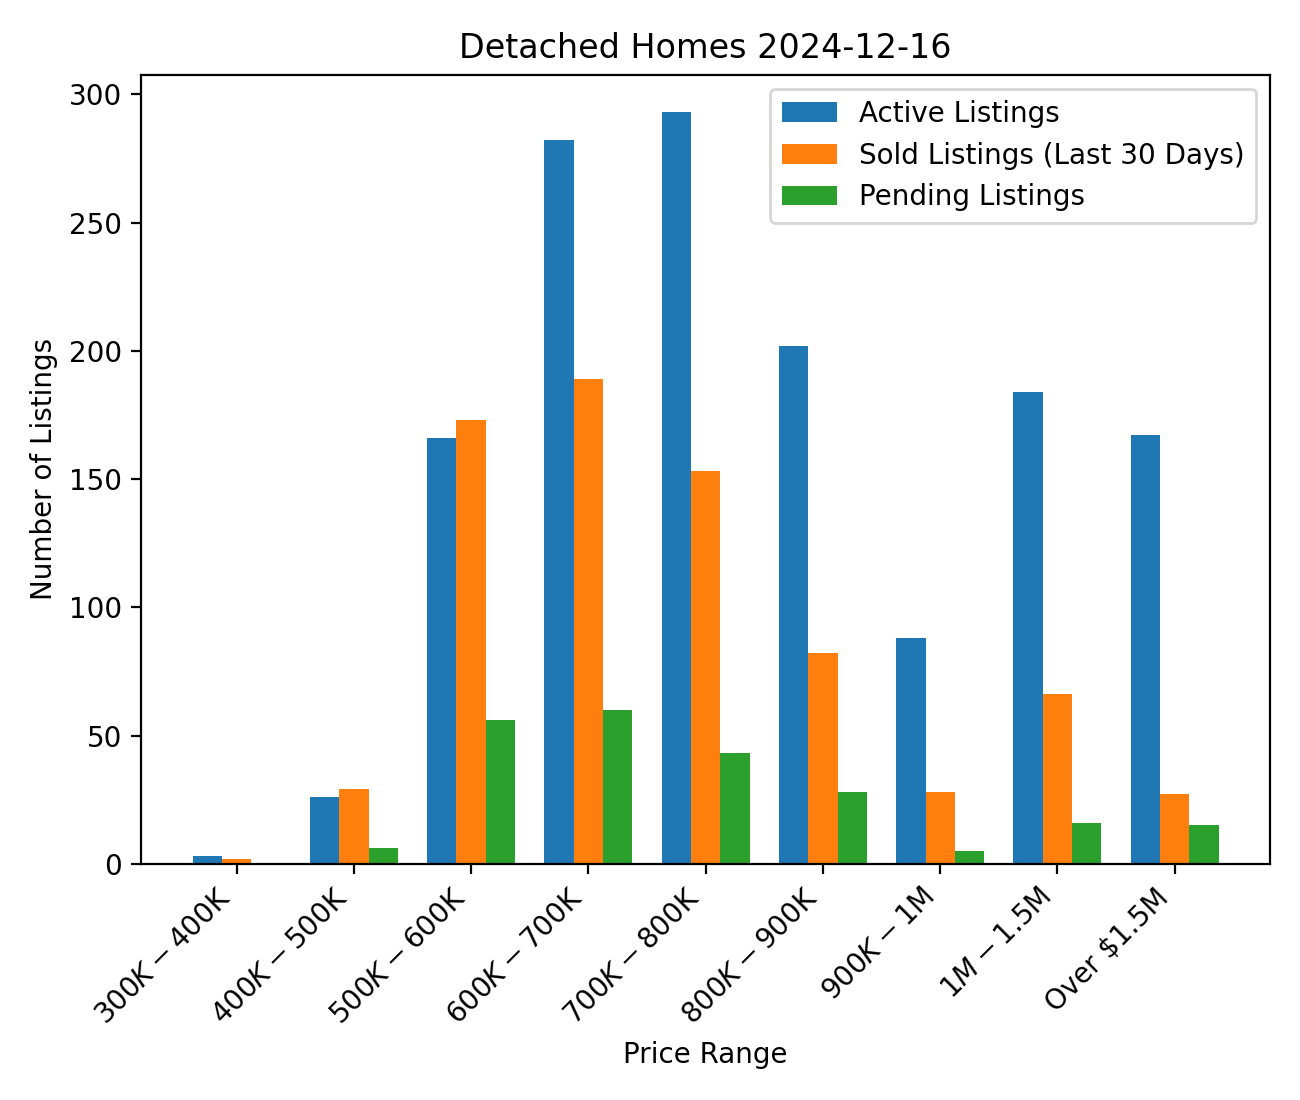 Detached Homes 2024-12-16
Active Listings
Sold Listings (Last 30 Days)
Pending Listings
Number of Listings
300
250
200
150
100
50
0
300K − 400K
400K − 500K
500K − 600K
600K − 700K
700K − 800K
800K − 900K
900K − 1M
1M − 1.5M
Over $1.5M
Price Range